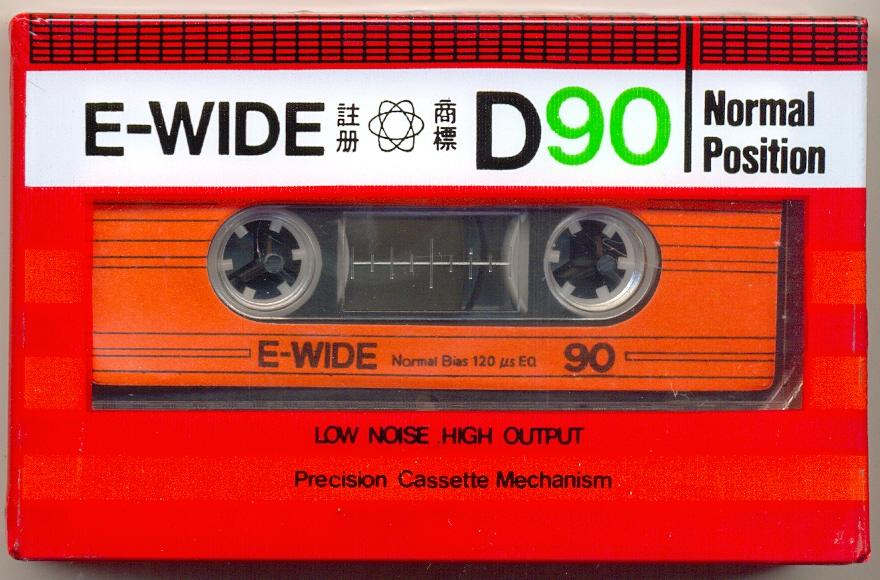 E-WIDE 註册 商標 D90 Normal Position
E-WIDE Normal Bias 120 μs EQ 90
LOW NOISE HIGH OUTPUT
Precision Cassette Mechanism